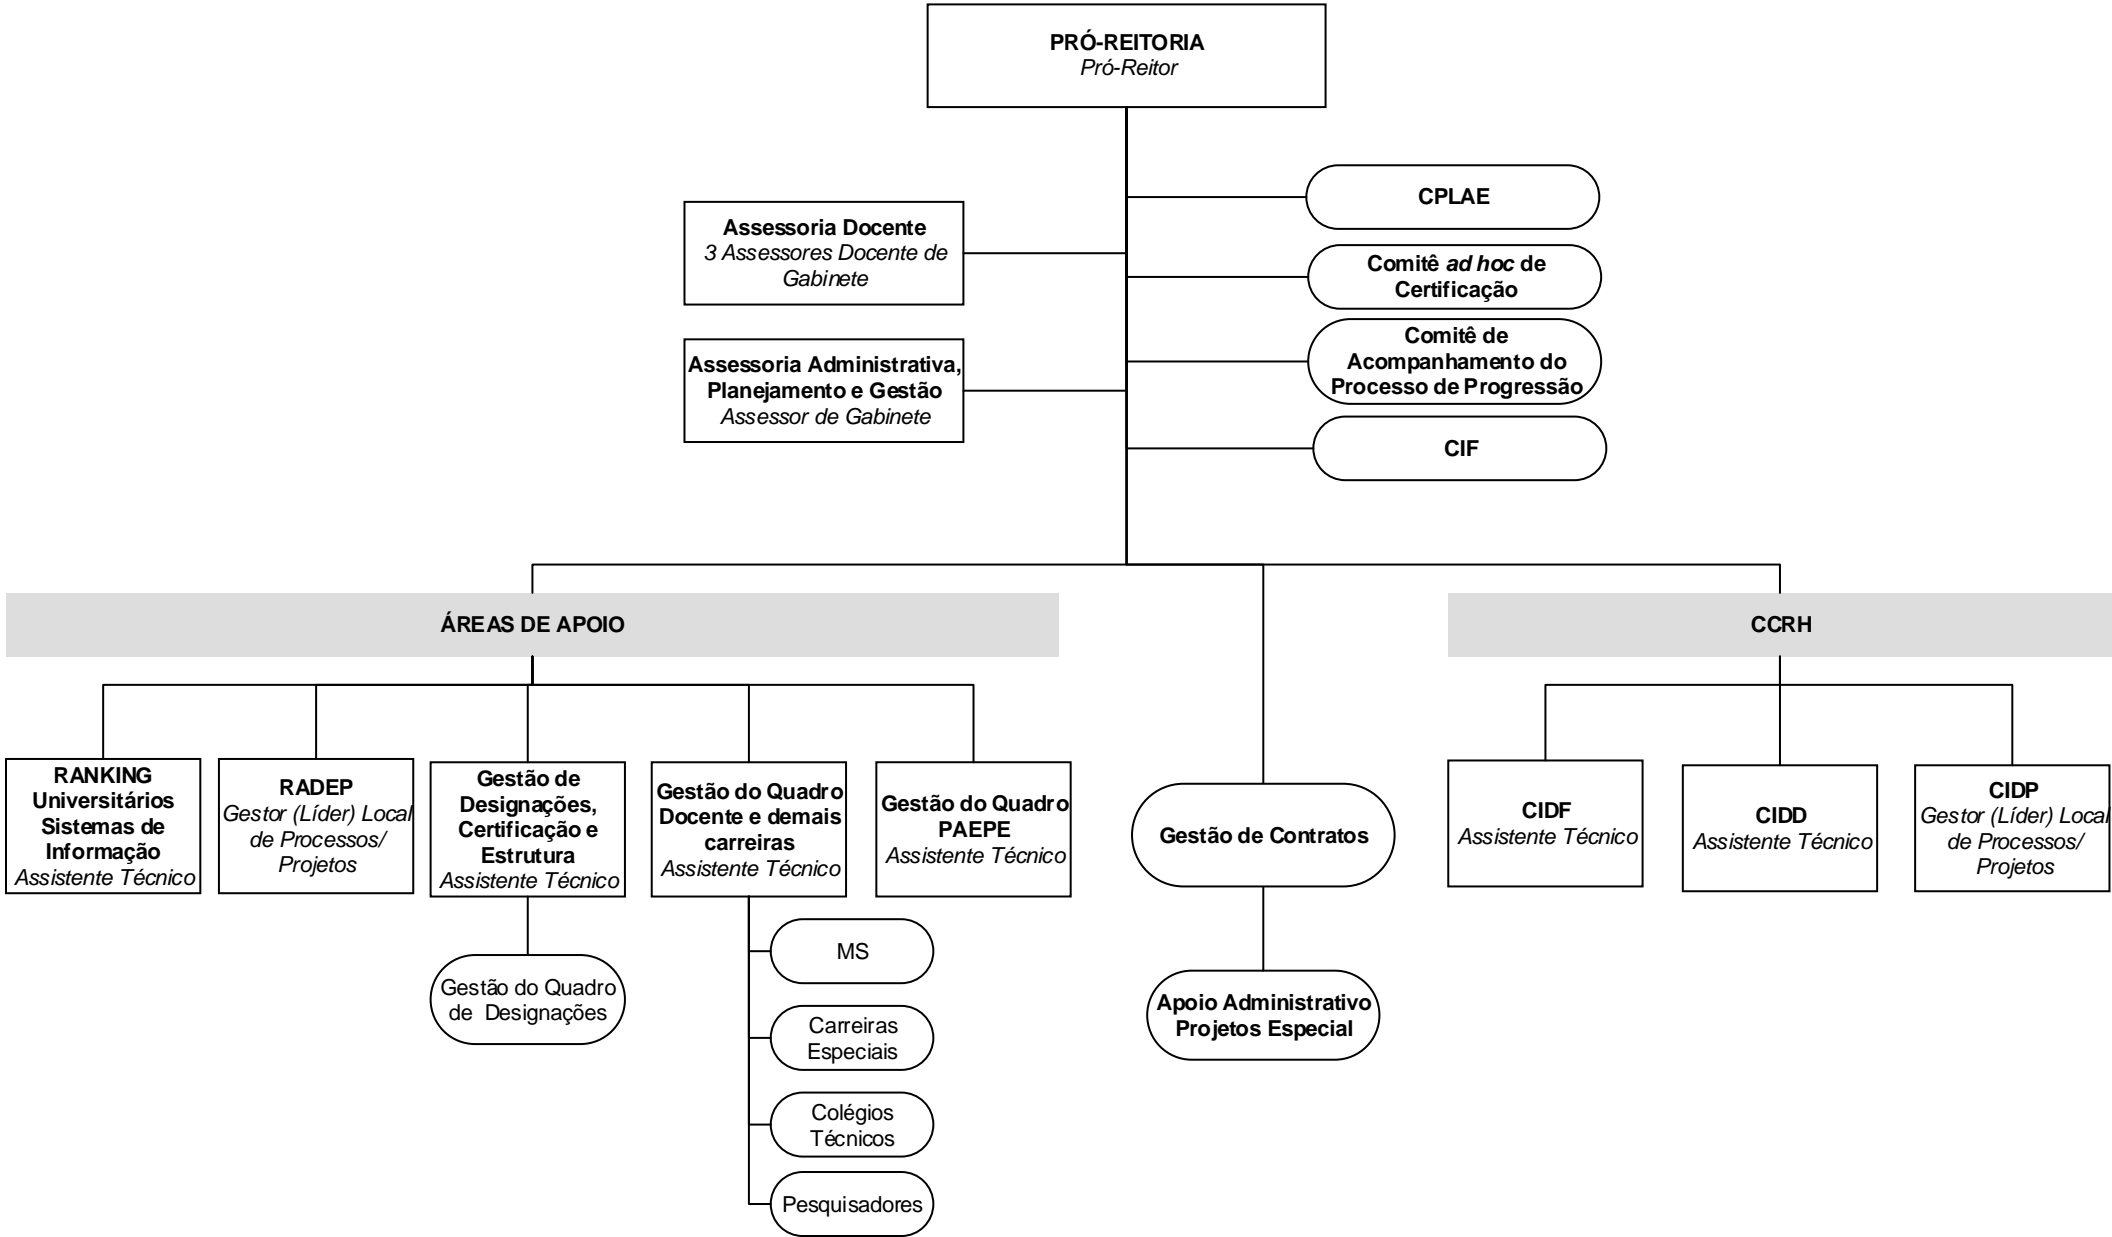 PRÓ-REITORIA
Pró-Reitor
CPLAE
Assessoria Docente
3 Assessores Docente de
Gabinete
Comitê ad hoc de
Certificação
Comitê de
Acompanhamento do
Processo de Progressão
Assessoria Administrativa,
Planejamento e Gestão
Assessor de Gabinete
CIF
ÁREAS DE APOIO
CCRH
RANKING
Universitários
Sistemas de
Informação
Assistente Técnico
RADEP
Gestor (Líder) Local
de Processos/
Projetos
Gestão de
Designações,
Certificação e
Estrutura
Assistente Técnico
Gestão do Quadro
Docente e demais
carreiras
Assistente Técnico
Gestão do Quadro
PAEPE
Assistente Técnico
Gestão de Contratos
CIDF
Assistente Técnico
CIDD
Assistente Técnico
CIDP
Gestor (Líder) Local
de Processos/
Projetos
Gestão do Quadro
de Designações
MS
Carreiras
Especiais
Colégios
Técnicos
Pesquisadores
Apoio Administrativo
Projetos Especial